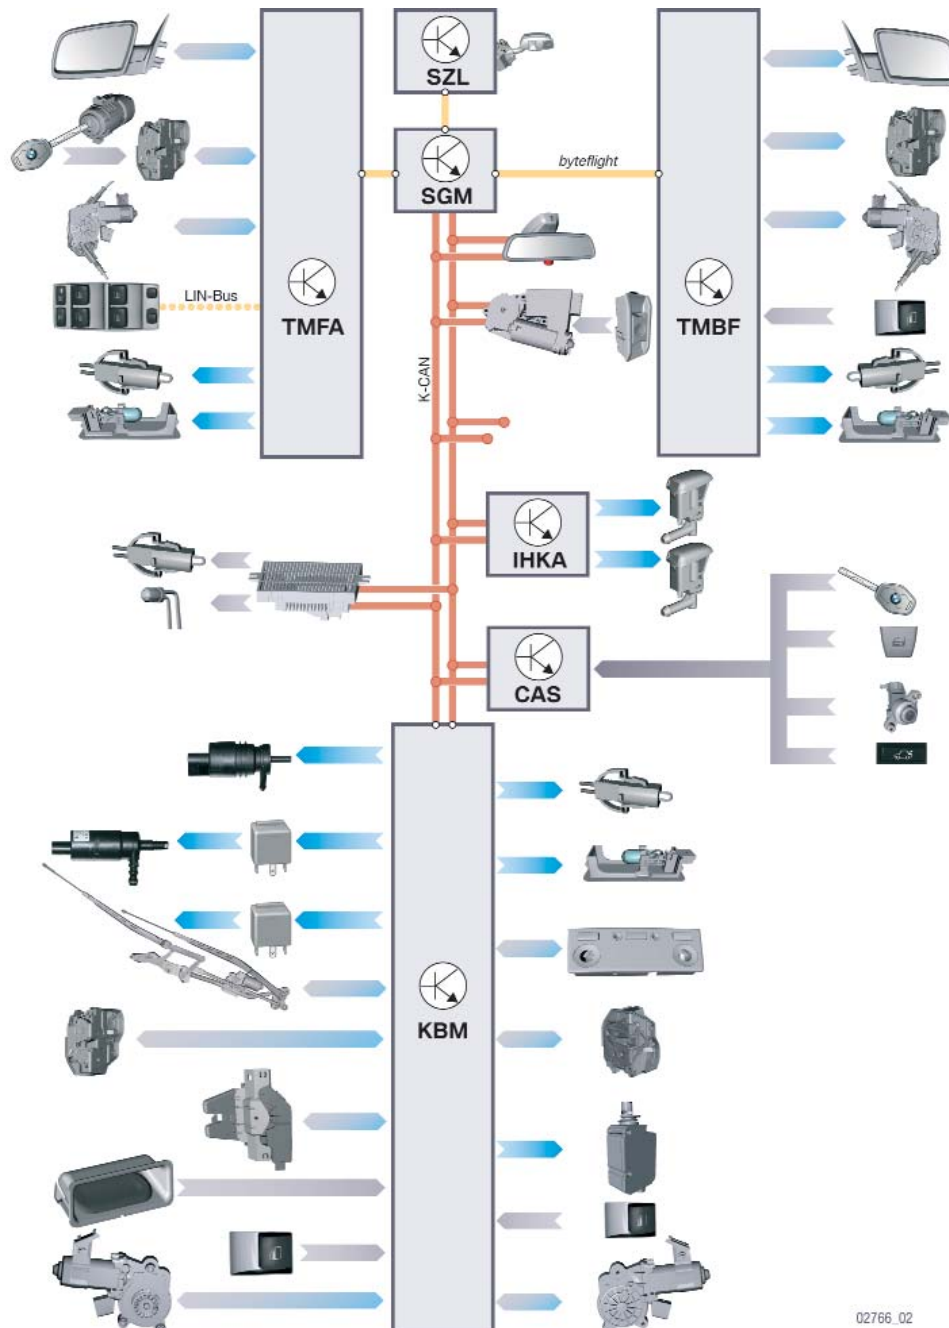 SZL
SGM
byteflight
LIN-Bus
TMFA
TMBF
K-CAN
IHKA
CAS
KBM
02766_02